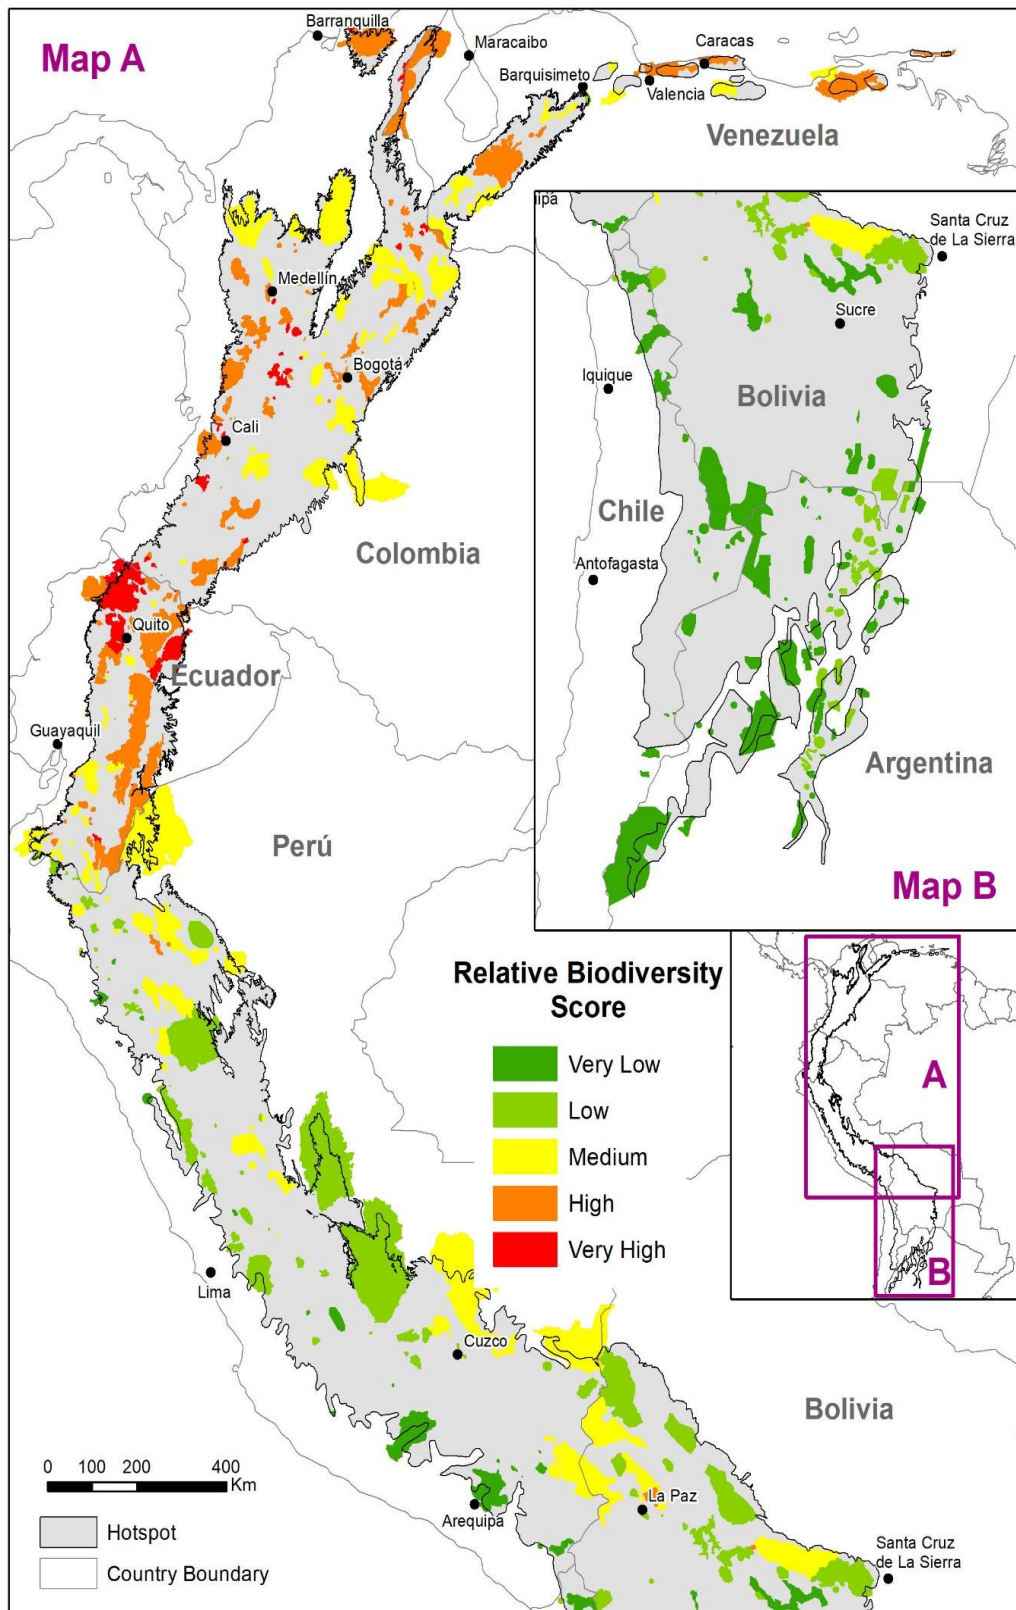 Map A
Barranquilla
Maracaibo
Caracas
Barquisimeto
Valencia
Venezuela
Medellín
Bogotá
Cali
Colombia
Quito
Ecuador
Guayaquil
Perú
Lima
Cuzco
Arequipa
La Paz
Bolivia
Santa Cruz
de La Sierra
uipa
Santa Cruz
de La Sierra
Sucre
Iquique
Bolivia
Chile
Antofagasta
Argentina
Map B
A
B
Relative Biodiversity
Score
Very Low
Low
Medium
High
Very High
0 100 200 400
Km
Hotspot
Country Boundary